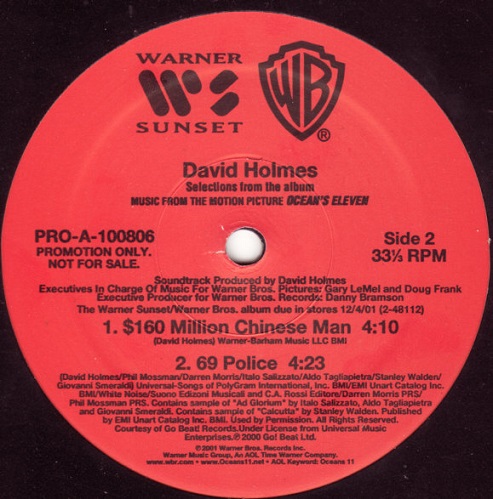 WARNER
WS
SUNSET
WB
®
David Holmes
Selections from the album
MUSIC FROM THE MOTION PICTURE OCEAN'S ELEVEN
PRO-A-100806
PROMOTION ONLY.
NOT FOR SALE.
Side 2
33⅓ RPM
Soundtrack Produced by David Holmes
Executives In Charge Of Music For Warner Bros. Pictures: Gary LeMel and Doug Frank
Executive Producer for Warner Bros. Records: Danny Bramson
The Warner Sunset/Warner Bros. album due in stores 12/4/01 (2-48112)
1. $160 Million Chinese Man 4:10
(David Holmes) Warner-Barham Music LLC BMI
2. 69 Police 4:23
(David Holmes/Phil Mossman/Darren Morris/Italo Salizzato/Aldo Tagliapietra/Stanley Walden/
Giovanni Smeraldi) Universal-Songs of PolyGram International, Inc. BMI/EMI Unart Catalog Inc.
BMI/White Noise/Suono Edizoni Musicali and C.A. Rossi Editore/Darren Morris PRS/
Phil Mossman PRS. Contains sample of "Ad Glorium" by Italo Salizzato, Aldo Tagliapietra
and Giovanni Smeraldi. Contains sample of "Calcutta" by Stanley Walden. Published
by EMI Unart Catalog Inc. BMI. Used by Permission. All Rights Reserved.
Courtesy of Go Beat! Records.Under License from Universal Music
Enterprises.℗ 2000 Go! Beat Ltd.
℗ 2001 Warner Bros. Records Inc.
Warner Music Group, An AOL Time Warner Company.
www.wbr.com • www.Oceans11.net • AOL Keyword: Oceans 11